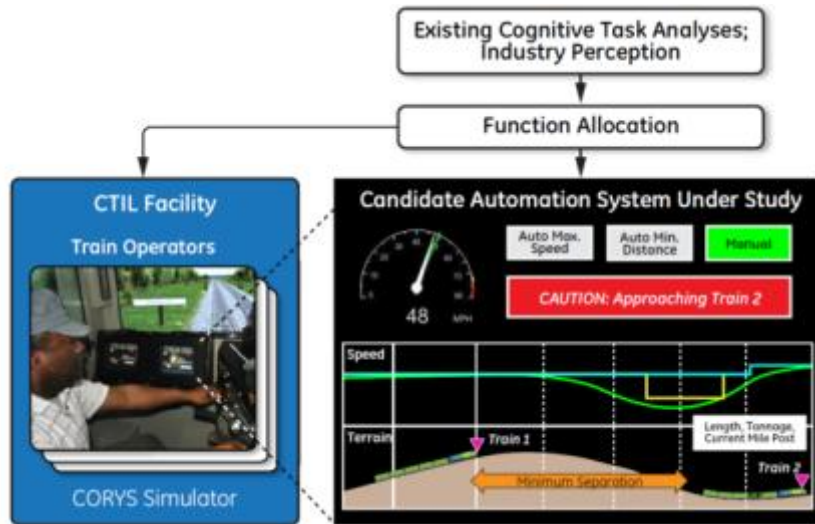 Existing Cognitive Task Analyses;
Industry Perception
Function Allocation
CTIL Facility
Train Operators
CORYS Simulator
Candidate Automation System Under Study
48
MPH
Auto Max.
Speed
Auto Min.
Distance
Manual
CAUTION: Approaching Train 2
Speed
Length, Tonnage,
Current Mile Post
Terrain
Train 1
Train 2
Minimum Separation